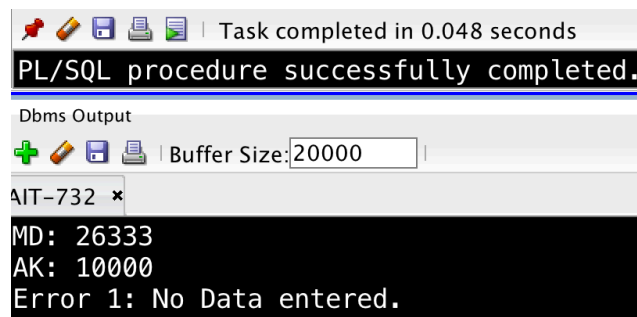 Task completed in 0.048 seconds
PL/SQL procedure successfully completed.
Dbms Output
Buffer Size: 20000
AIT-732
MD: 26333
AK: 10000
Error 1: No Data entered.